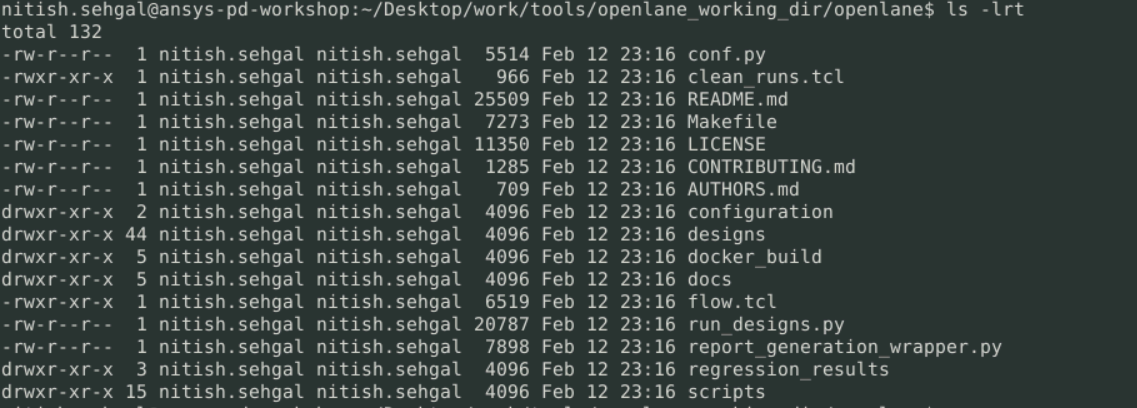 nitish.sehgal@ansys-pd-workshop:~/Desktop/work/tools/openlane_working_dir/openlane$ ls -lrt
total 132
-rw-r--r--  1 nitish.sehgal nitish.sehgal  5514 Feb 12 23:16 conf.py
-rwxr-xr-x  1 nitish.sehgal nitish.sehgal   966 Feb 12 23:16 clean_runs.tcl
-rw-r--r--  1 nitish.sehgal nitish.sehgal 25509 Feb 12 23:16 README.md
-rw-r--r--  1 nitish.sehgal nitish.sehgal  7273 Feb 12 23:16 Makefile
-rw-r--r--  1 nitish.sehgal nitish.sehgal 11350 Feb 12 23:16 LICENSE
-rw-r--r--  1 nitish.sehgal nitish.sehgal  1285 Feb 12 23:16 CONTRIBUTING.md
-rw-r--r--  1 nitish.sehgal nitish.sehgal   709 Feb 12 23:16 AUTHORS.md
drwxr-xr-x  2 nitish.sehgal nitish.sehgal  4096 Feb 12 23:16 configuration
drwxr-xr-x 44 nitish.sehgal nitish.sehgal  4096 Feb 12 23:16 designs
drwxr-xr-x  5 nitish.sehgal nitish.sehgal  4096 Feb 12 23:16 docker_build
drwxr-xr-x  5 nitish.sehgal nitish.sehgal  4096 Feb 12 23:16 docs
-rwxr-xr-x  1 nitish.sehgal nitish.sehgal  6519 Feb 12 23:16 flow.tcl
-rw-r--r--  1 nitish.sehgal nitish.sehgal 20787 Feb 12 23:16 run_designs.py
-rw-r--r--  1 nitish.sehgal nitish.sehgal  7898 Feb 12 23:16 report_generation_wrapper.py
drwxr-xr-x  3 nitish.sehgal nitish.sehgal  4096 Feb 12 23:16 regression_results
drwxr-xr-x 15 nitish.sehgal nitish.sehgal  4096 Feb 12 23:16 scripts